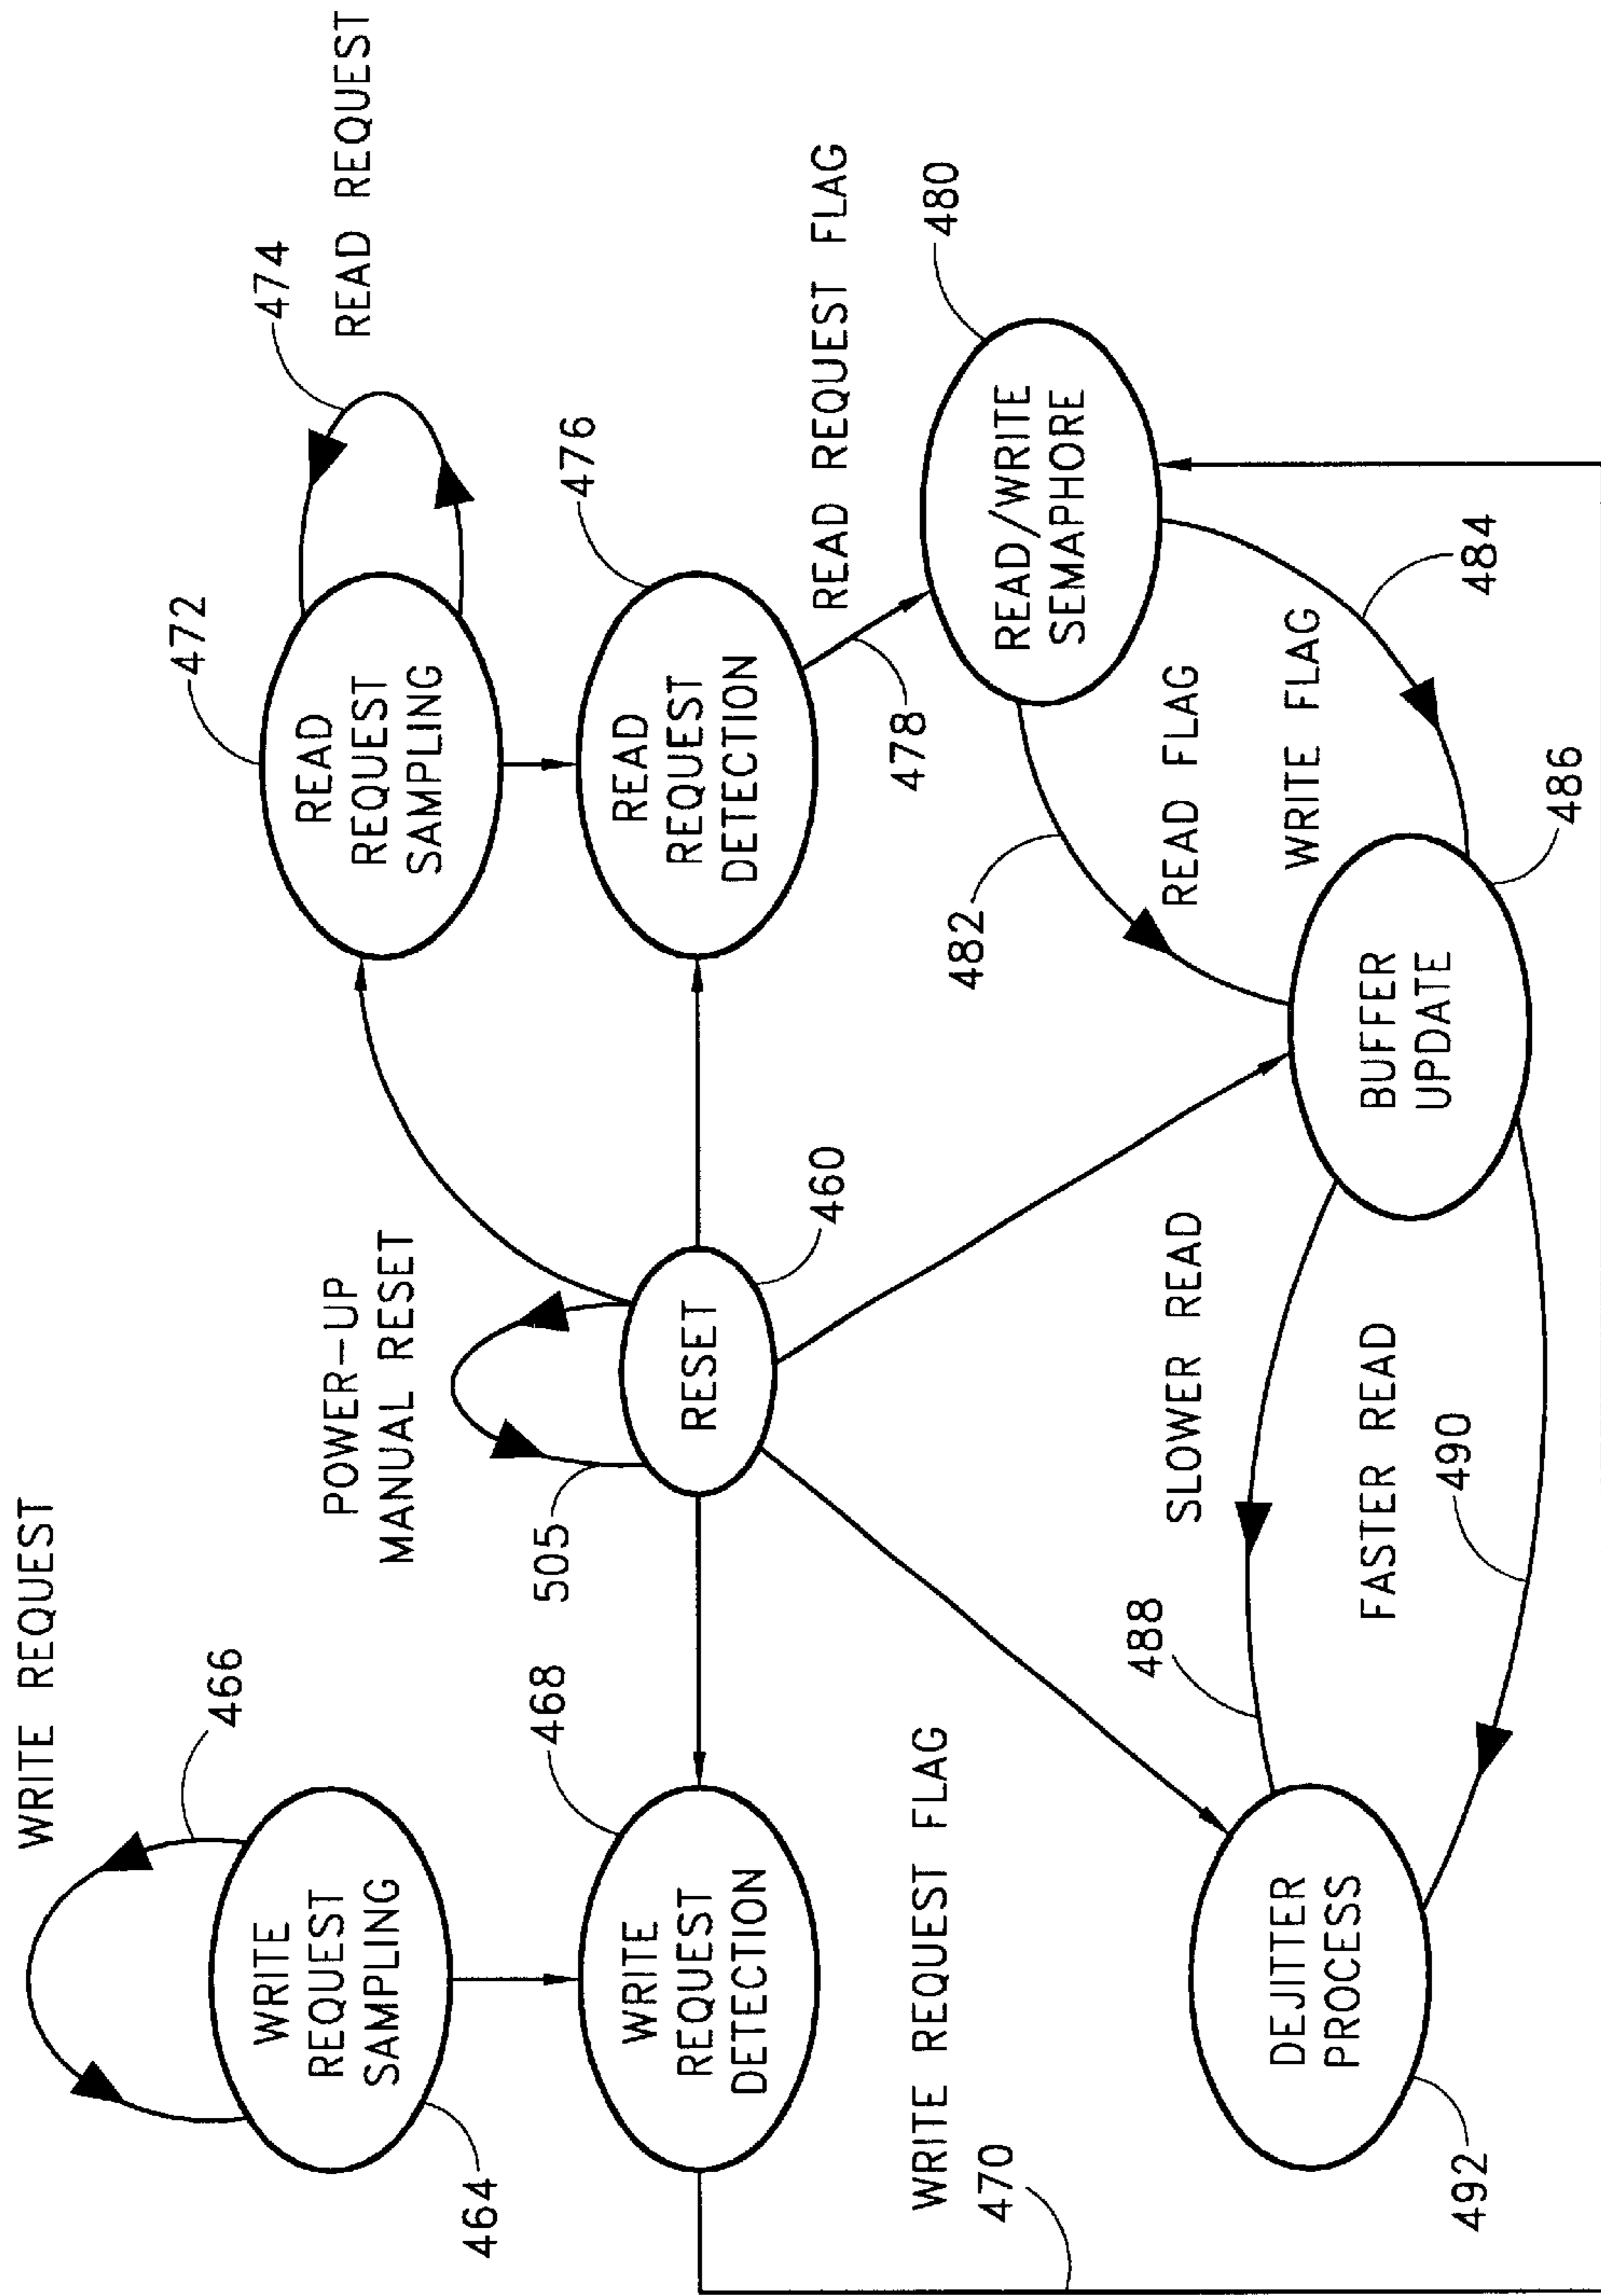 WRITE REQUEST
466
WRITE
REQUEST
SAMPLING
464
POWER-UP
MANUAL RESET
505
472
READ
REQUEST
SAMPLING
474
READ REQUEST
468
WRITE
REQUEST
DETECTION
RESET
460
476
READ
REQUEST
DETECTION
READ REQUEST FLAG
478
480
READ/WRITE
SEMAPHORE
WRITE REQUEST FLAG
470
482
READ FLAG
WRITE FLAG
484
SLOWER READ
488
FASTER READ
490
BUFFER
UPDATE
486
DEJITTER
PROCESS
492